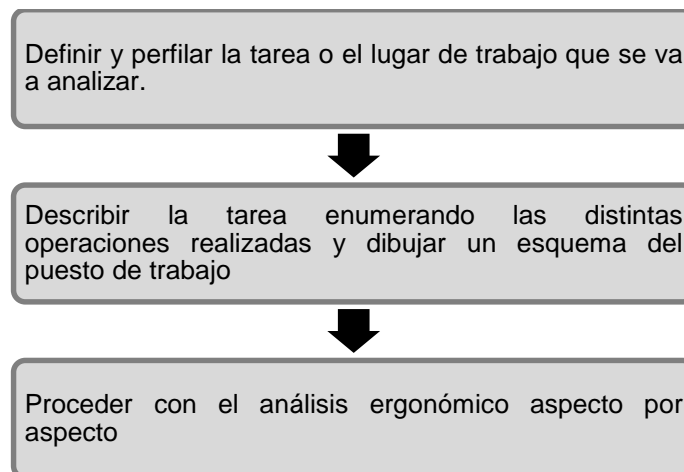 Definir y perfilar la tarea o el lugar de trabajo que se va
a analizar.
Describir la tarea enumerando las distintas
operaciones realizadas y dibujar un esquema del
puesto de trabajo
Proceder con el análisis ergonómico aspecto por
aspecto